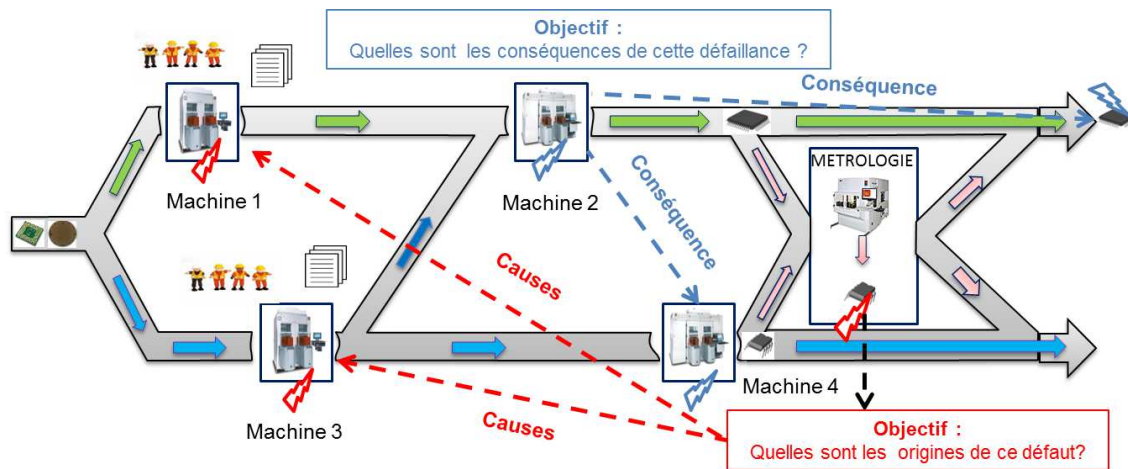 Objectif :
Quelles sont les conséquences de cette défaillance ?
Conséquence
METROLOGIE
Machine 1
Machine 2
Conséquence
Causes
Machine 4
Machine 3
Causes
Objectif :
Quelles sont les origines de ce défaut?